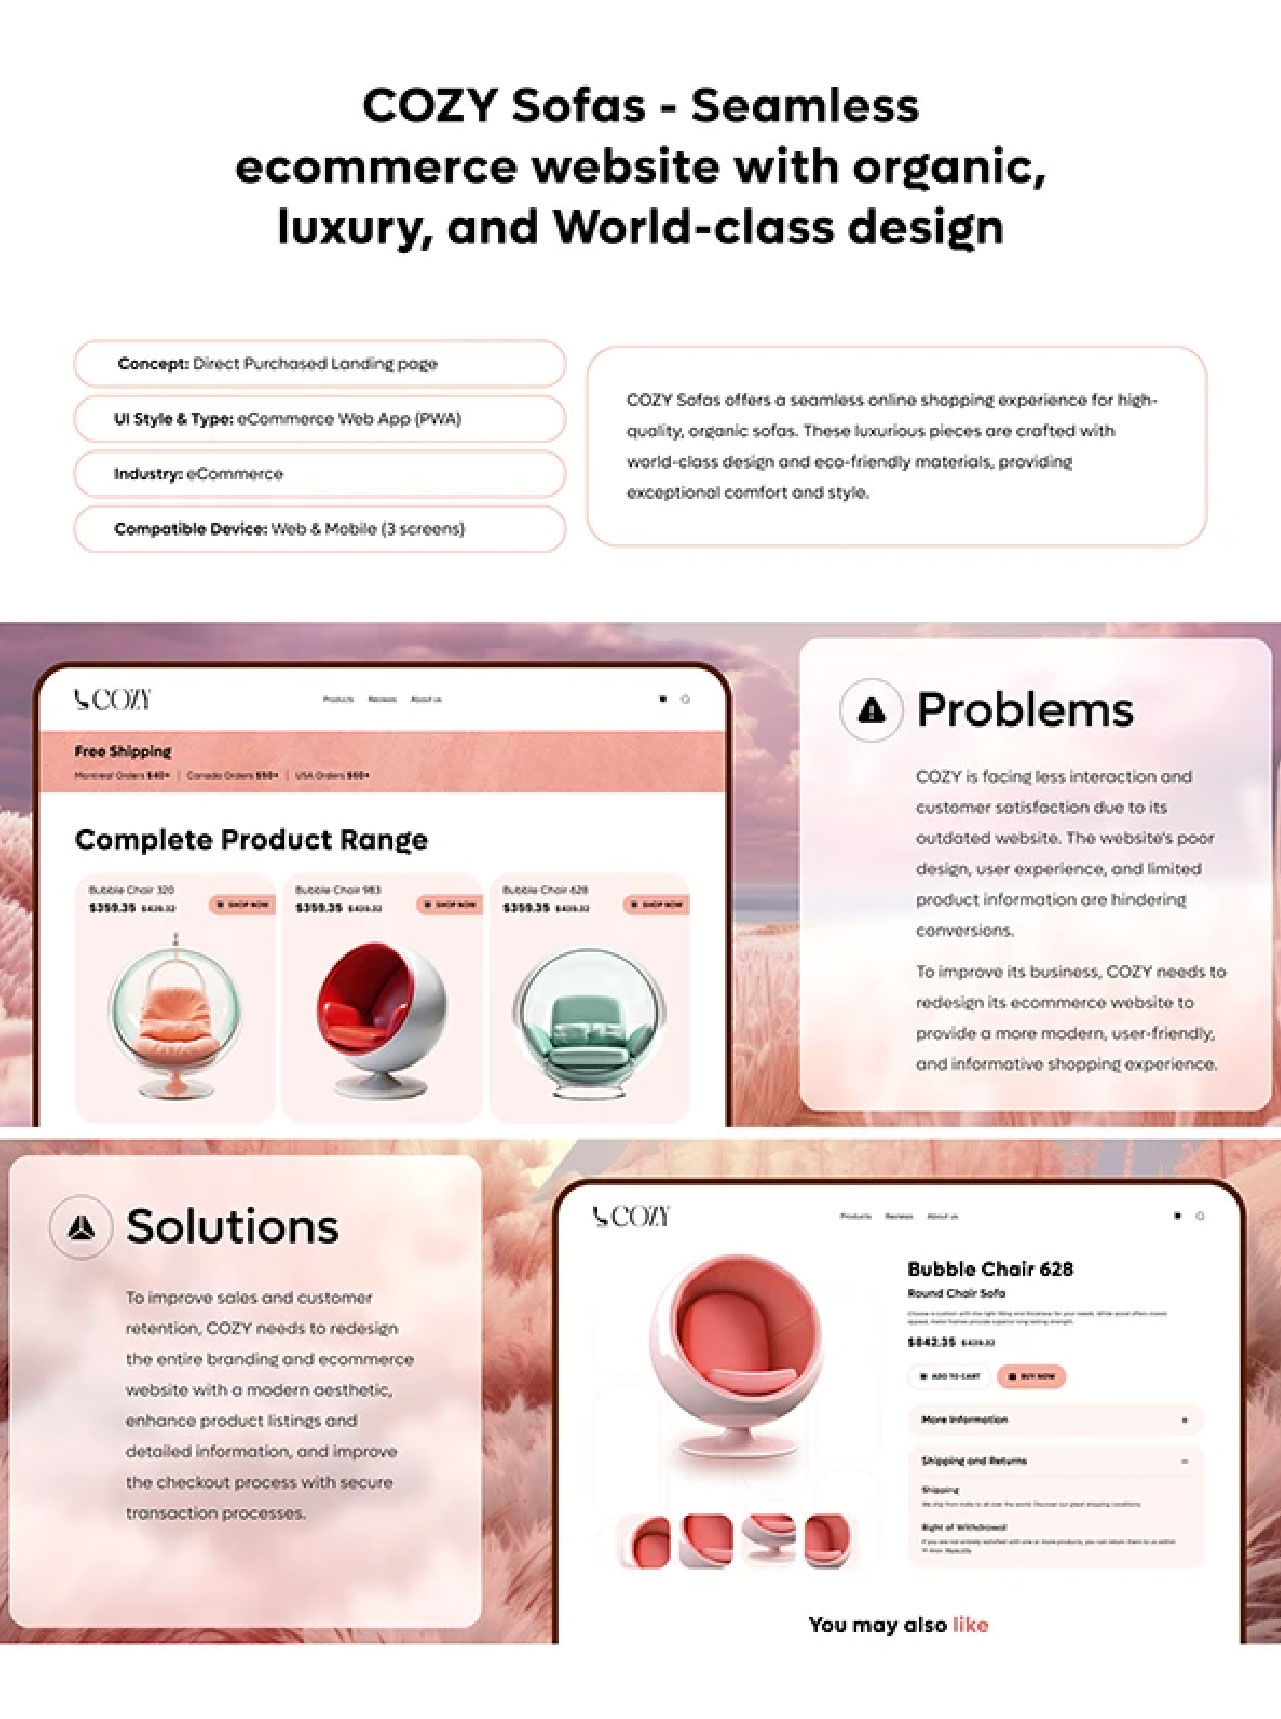 COZY Sofas - Seamless
ecommerce website with organic,
luxury, and World-class design
Concept: Direct Purchased Landing page
UI Style & Type: eCommerce Web App (PWA)
Industry: eCommerce
Compatible Device: Web & Mobile (3 screens)
COZY Sofas offers a seamless online shopping experience for high-
quality, organic sofas. These luxurious pieces are crafted with
world-class design and eco-friendly materials, providing
exceptional comfort and style.
COZY
Products Reviews About us
Free Shipping
Montreal Orders $40+ | Canada Orders $50+ | USA Orders $60+
Complete Product Range
Bubble Chair 320
$359.35 $439.32
SHOP NOW
Bubble Chair 983
$359.35 $439.32
SHOP NOW
Bubble Chair 628
$359.35 $439.32
SHOP NOW
Problems
COZY is facing less interaction and
customer satisfaction due to its
outdated website. The website's poor
design, user experience, and limited
product information are hindering
conversions.
To improve its business, COZY needs to
redesign its ecommerce website to
provide a more modern, user-friendly,
and informative shopping experience.
Solutions
To improve sales and customer
retention, COZY needs to redesign
the entire branding and ecommerce
website with a modern aesthetic,
enhance product listings and
detailed information, and improve
the checkout process with secure
transaction processes.
COZY
Products Reviews About us
Bubble Chair 628
Round Chair Sofa
$842.35 $439.32
ADD TO CART
BUY NOW
More Information
Shipping and Returns
Shipping
Right of Withdrawal
You may also like